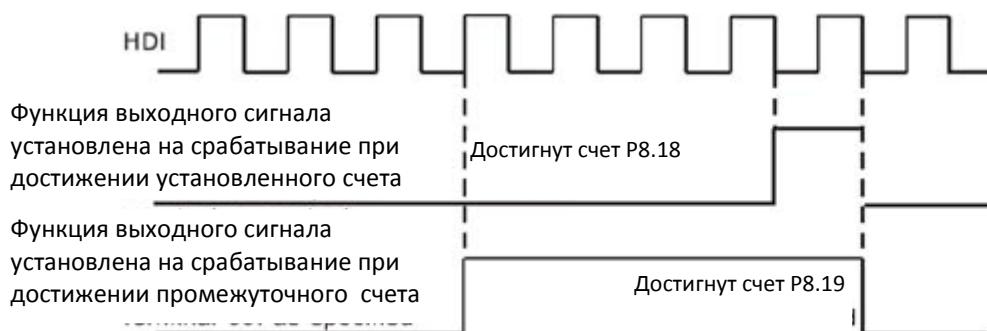 HDI
Функция выходного сигнала
установлена на срабатывание при
достижении установленного счета
Достигнут счет P8.18
Функция выходного сигнала
установлена на срабатывание при
достижении промежуточного счета
Достигнут счет P8.19